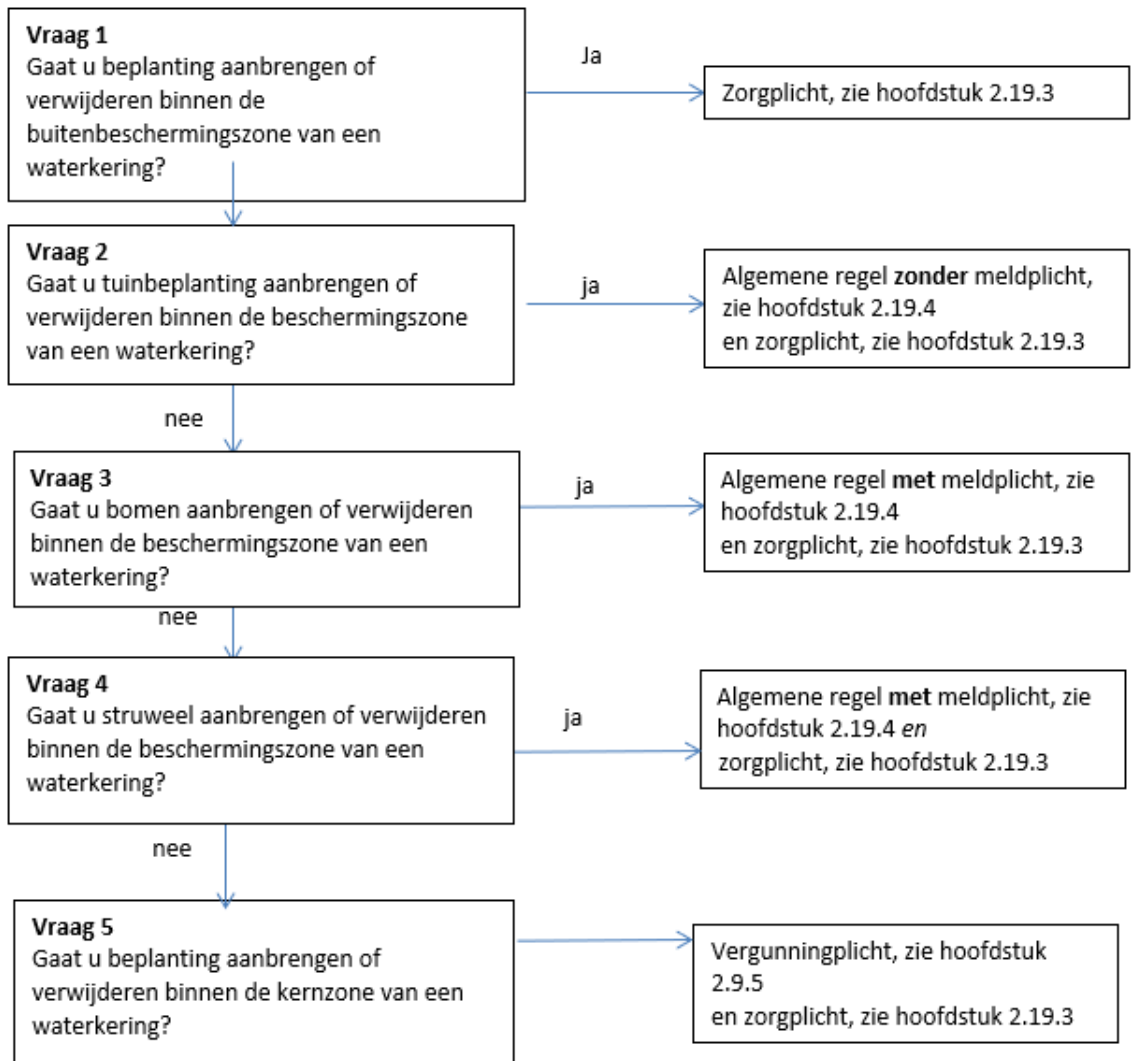 Vraag 1
Gaat u beplanting aanbrengen of
verwijderen binnen de
buitenbeschermingszone van een
waterkering?
Ja
Zorgplicht, zie hoofdstuk 2.19.3
Vraag 2
Gaat u tuinbeplanting aanbrengen of
verwijderen binnen de beschermingszone
van een waterkering?
ja
Algemene regel zonder meldplicht,
zie hoofdstuk 2.19.4
en zorgplicht, zie hoofdstuk 2.19.3
nee
Vraag 3
Gaat u bomen aanbrengen of verwijderen
binnen de beschermingszone van een
waterkering?
ja
Algemene regel met meldplicht, zie
hoofdstuk 2.19.4
en zorgplicht, zie hoofdstuk 2.19.3
nee
Vraag 4
Gaat u struweel aanbrengen of verwijderen
binnen de beschermingszone van een
waterkering?
ja
Algemene regel met meldplicht, zie
hoofdstuk 2.19.4 en
zorgplicht, zie hoofdstuk 2.19.3
nee
Vraag 5
Gaat u beplanting aanbrengen of
verwijderen binnen de kernzone van een
waterkering?
Vergunningplicht, zie hoofdstuk
2.9.5
en zorgplicht, zie hoofdstuk 2.19.3